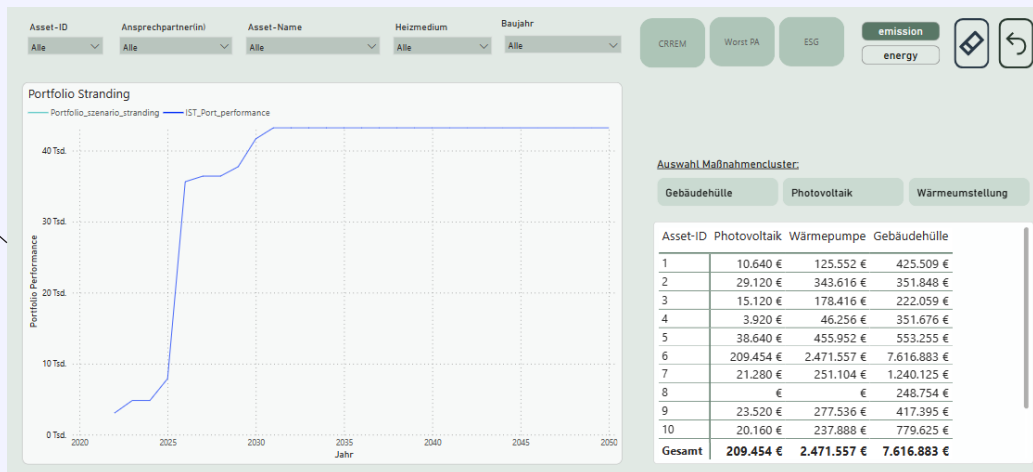 Asset-ID Ansprechpartner(in) Asset-Name Heizmedium Baujahr
Alle Alle Alle Alle Alle
CRREM Worst PA ESG
emission
energy
Portfolio Stranding
Portfolio_szenario_stranding IST_Port_performance
40 Tsd.
30 Tsd.
20 Tsd.
10 Tsd.
0 Tsd.
Portfolio Performance
2020 2025 2030 2035 2040 2045 2050
Jahr
Auswahl Maßnahmencluster:
Gebäudehülle Photovoltaik Wärmeumstellung
Asset-ID Photovoltaik Wärmepumpe Gebäudehülle
1 10.640 € 125.552 € 425.509 €
2 29.120 € 343.616 € 351.848 €
3 15.120 € 178.416 € 222.059 €
4 3.920 € 46.256 € 351.676 €
5 38.640 € 455.952 € 553.255 €
6 209.454 € 2.471.557 € 7.616.883 €
7 21.280 € 251.104 € 1.240.125 €
8 € € 248.754 €
9 23.520 € 277.536 € 417.395 €
10 20.160 € 237.888 € 779.625 €
Gesamt 209.454 € 2.471.557 € 7.616.883 €